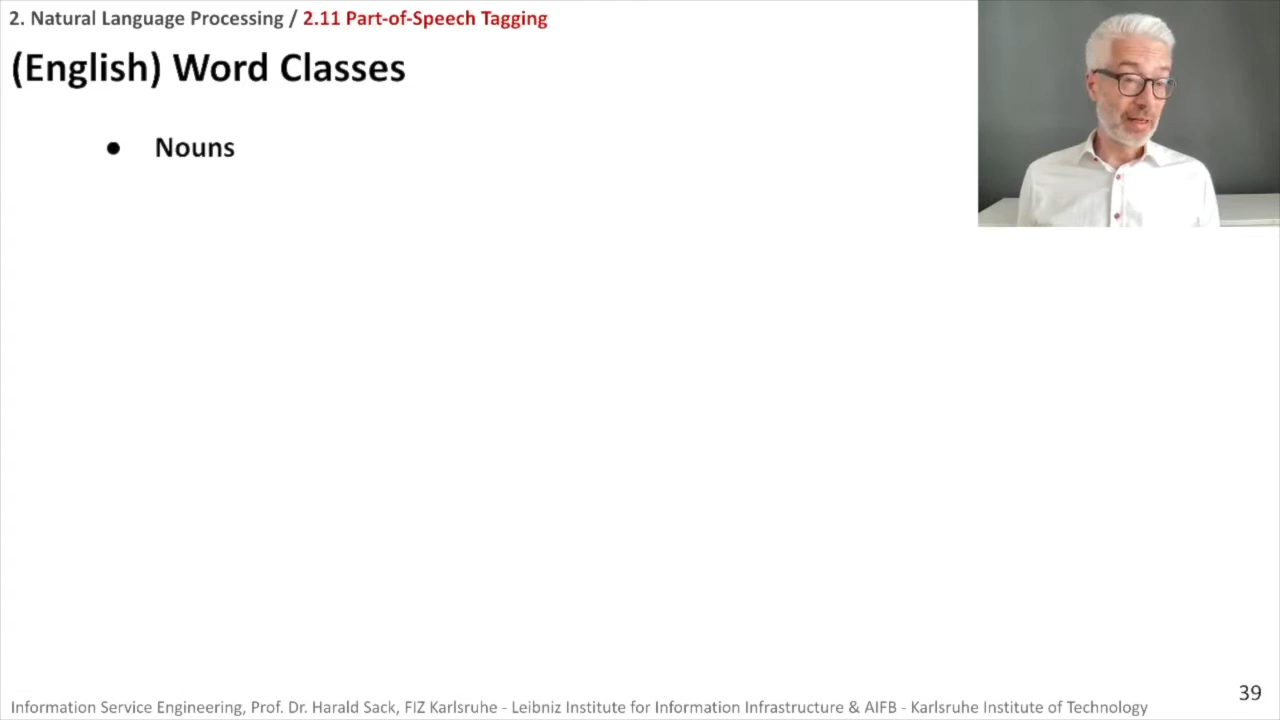 2. Natural Language Processing / 2.11 Part-of-Speech Tagging
(English) Word Classes
● Nouns
39
Information Service Engineering, Prof. Dr. Harald Sack, FIZ Karlsruhe - Leibniz Institute for Information Infrastructure & AIFB - Karlsruhe Institute of Technology